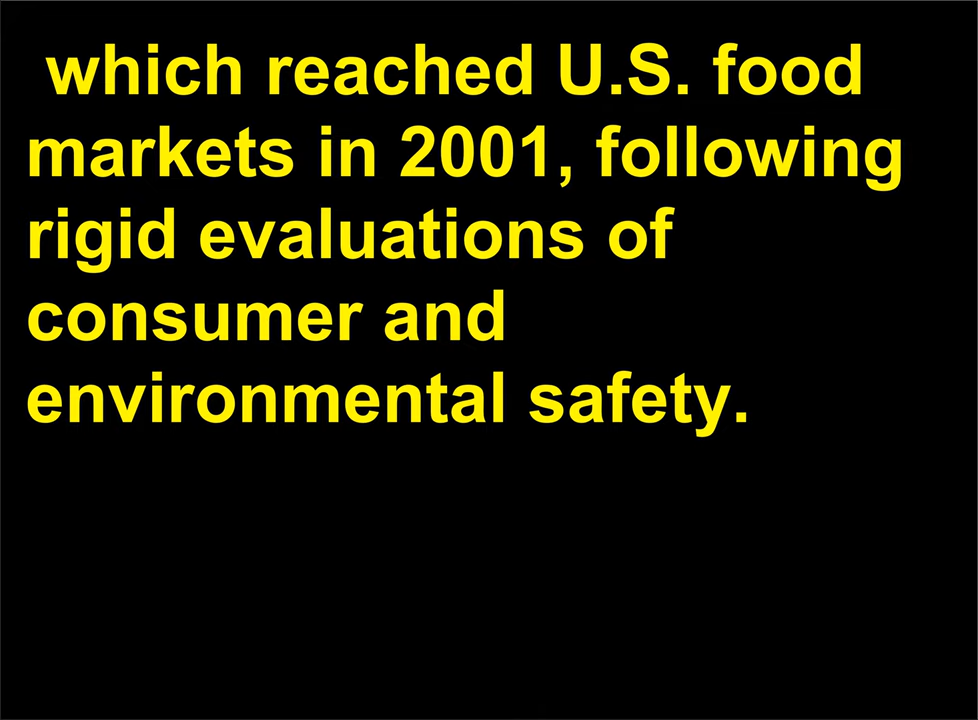 which reached U.S. food
markets in 2001, following
rigid evaluations of
consumer and
environmental safety.